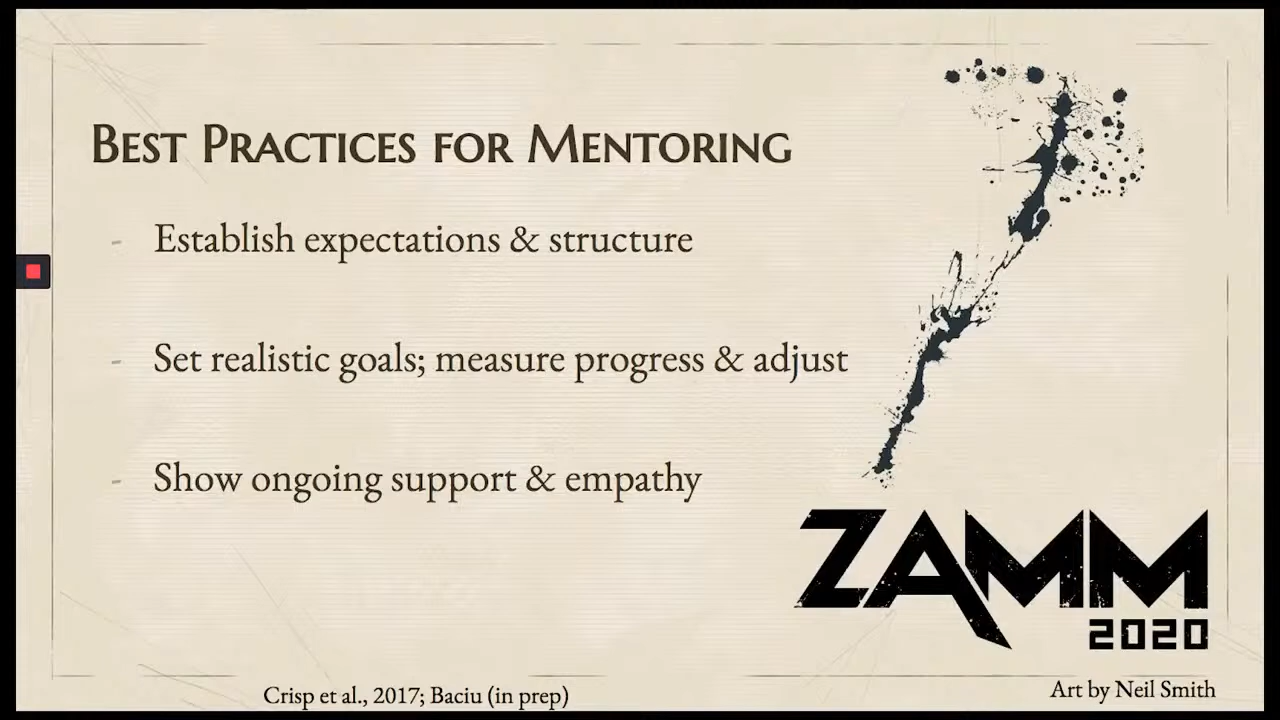 Best Practices for Mentoring
- Establish expectations & structure
- Set realistic goals; measure progress & adjust
- Show ongoing support & empathy
ZAMM
2020
Crisp et al., 2017; Baciu (in prep)
Art by Neil Smith